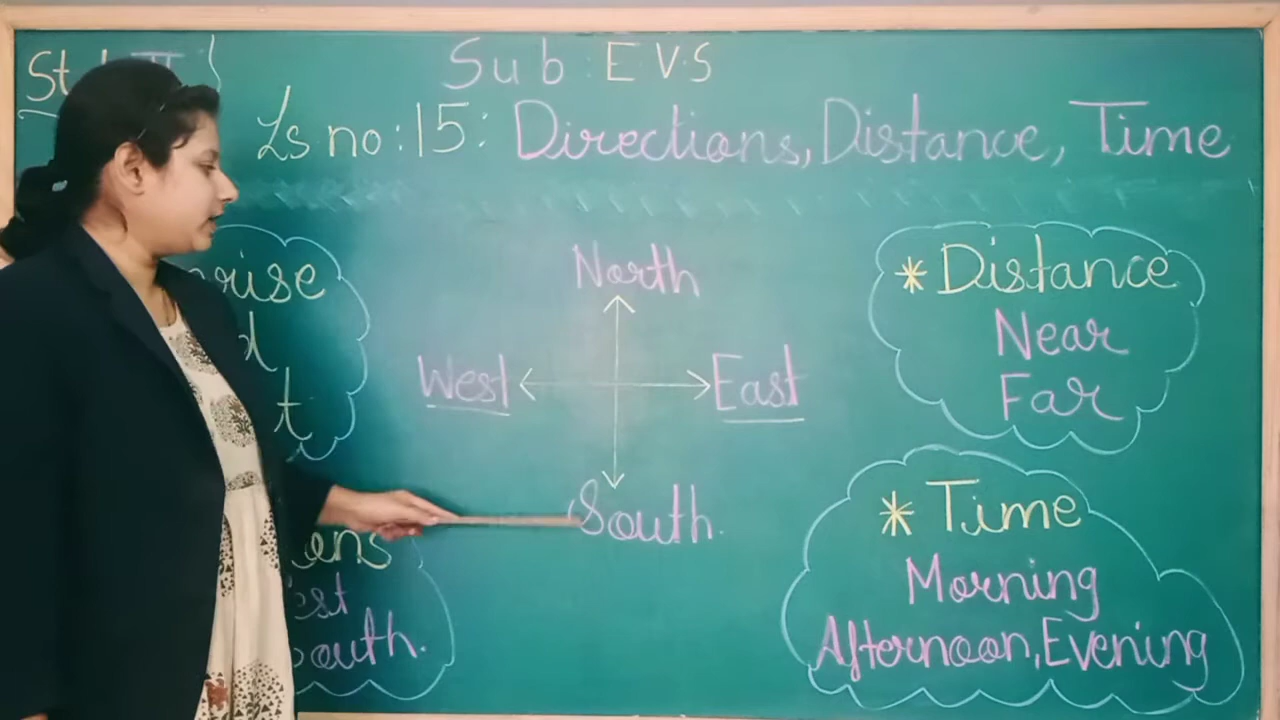 Sub : EVS
Ls no:15: Directions, Distance, Time
North
West East
South.
* Distance
Near
Far
* Time
Morning
Afternoon, Evening